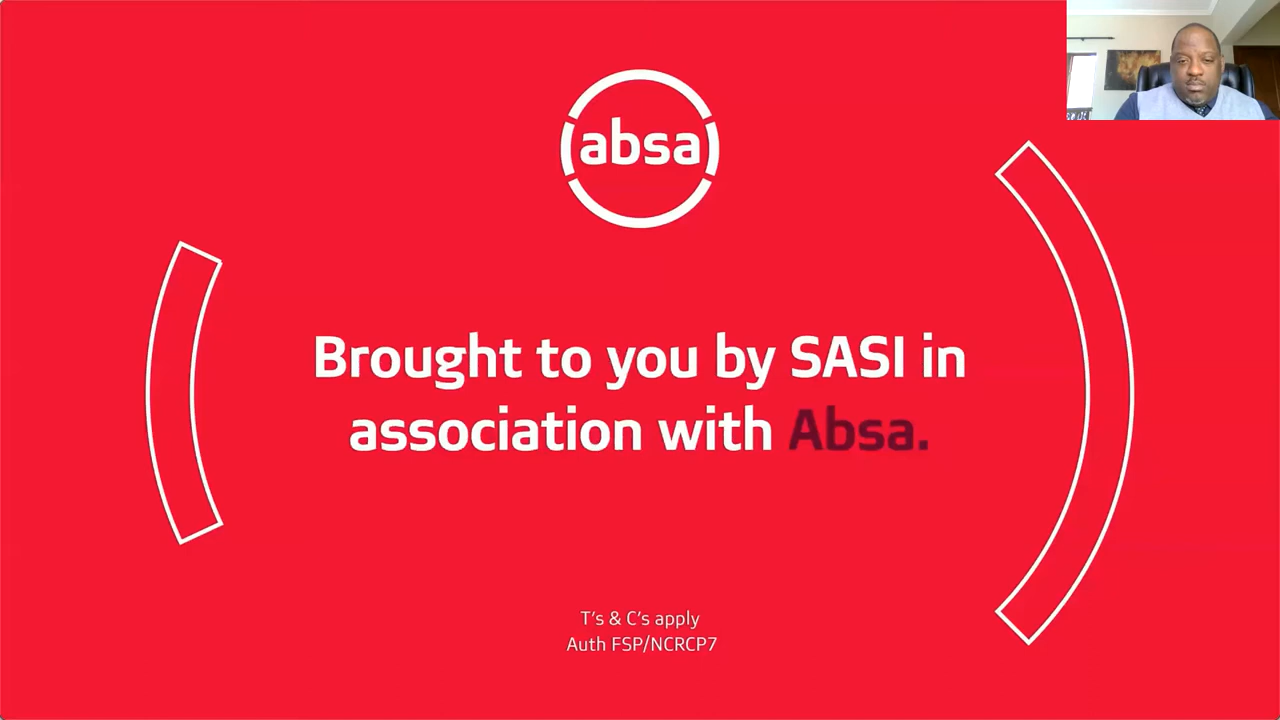 absa
Brought to you by SASI in
association with Absa.
T's & C's apply
Auth FSP/NCRCP7